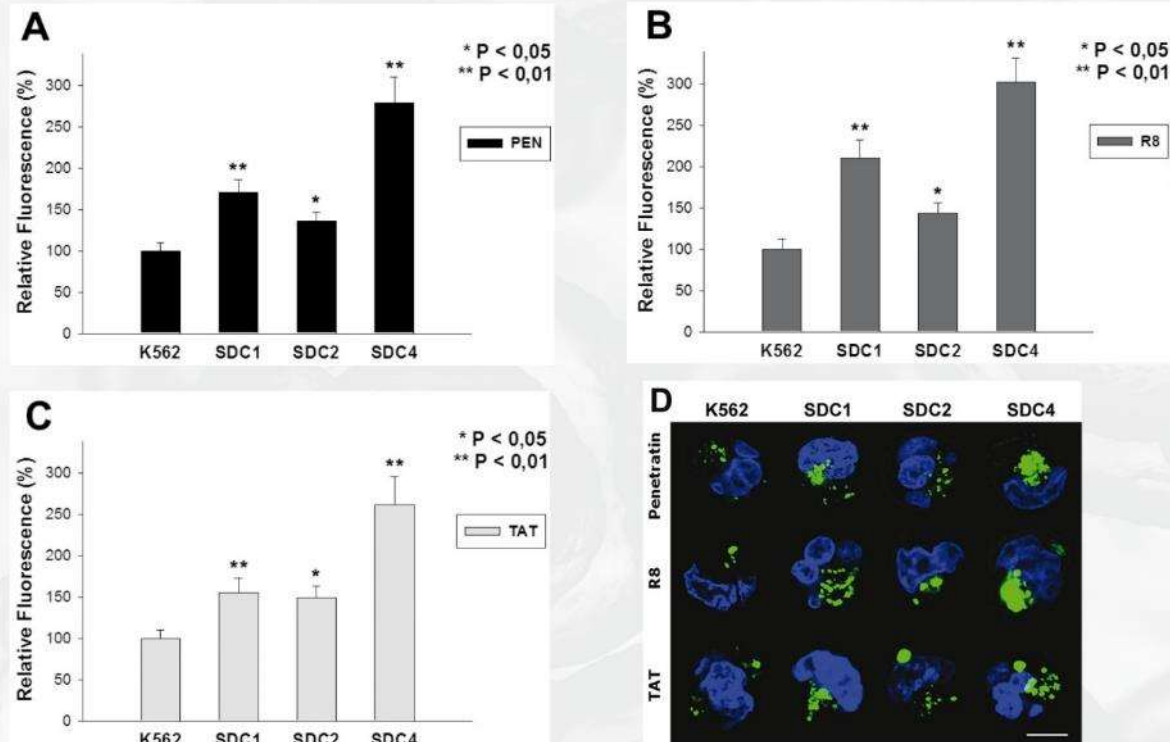 A
* P < 0,05
** P < 0,01
Relative Fluorescence (%)
300
250
200
150
100
50
0
**
*
**
PEN
K562 SDC1 SDC2 SDC4
B
* P < 0,05
** P < 0,01
Relative Fluorescence (%)
300
250
200
150
100
50
0
**
*
**
R8
K562 SDC1 SDC2 SDC4
C
* P < 0,05
** P < 0,01
Relative Fluorescence (%)
300
250
200
150
100
50
0
**
*
**
TAT
K562 SDC1 SDC2 SDC4
D
K562 SDC1 SDC2 SDC4
Penetratin
R8
TAT